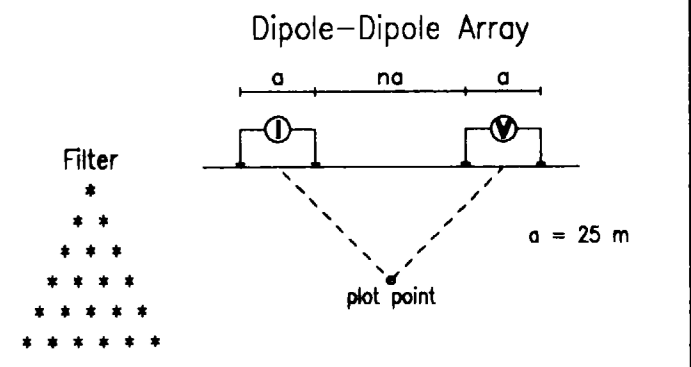 Dipole-Dipole Array
a na a
I V
Filter
*
* *
* * *
* * * * *
* * * * *
* * * * * *
a = 25 m
plot point